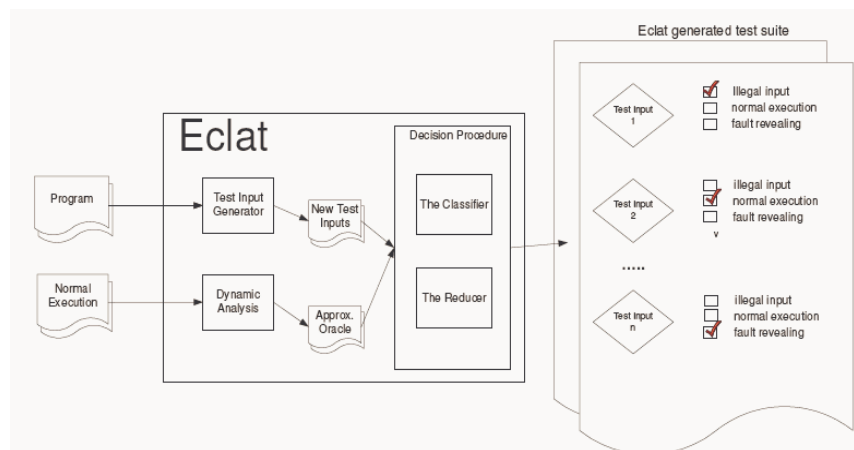 Eclat generated test suite
Eclat
Decision Procedure
Program
Test Input
Generator
New Test
Inputs
The Classifier
Normal
Execution
Dynamic
Analysis
Approx.
Oracle
The Reducer
Test Input
1
Illegal input
normal execution
fault revealing
Test Input
2
illegal input
normal execution
fault revealing
v
.....
Test Input
n
illegal input
normal execution
fault revealing